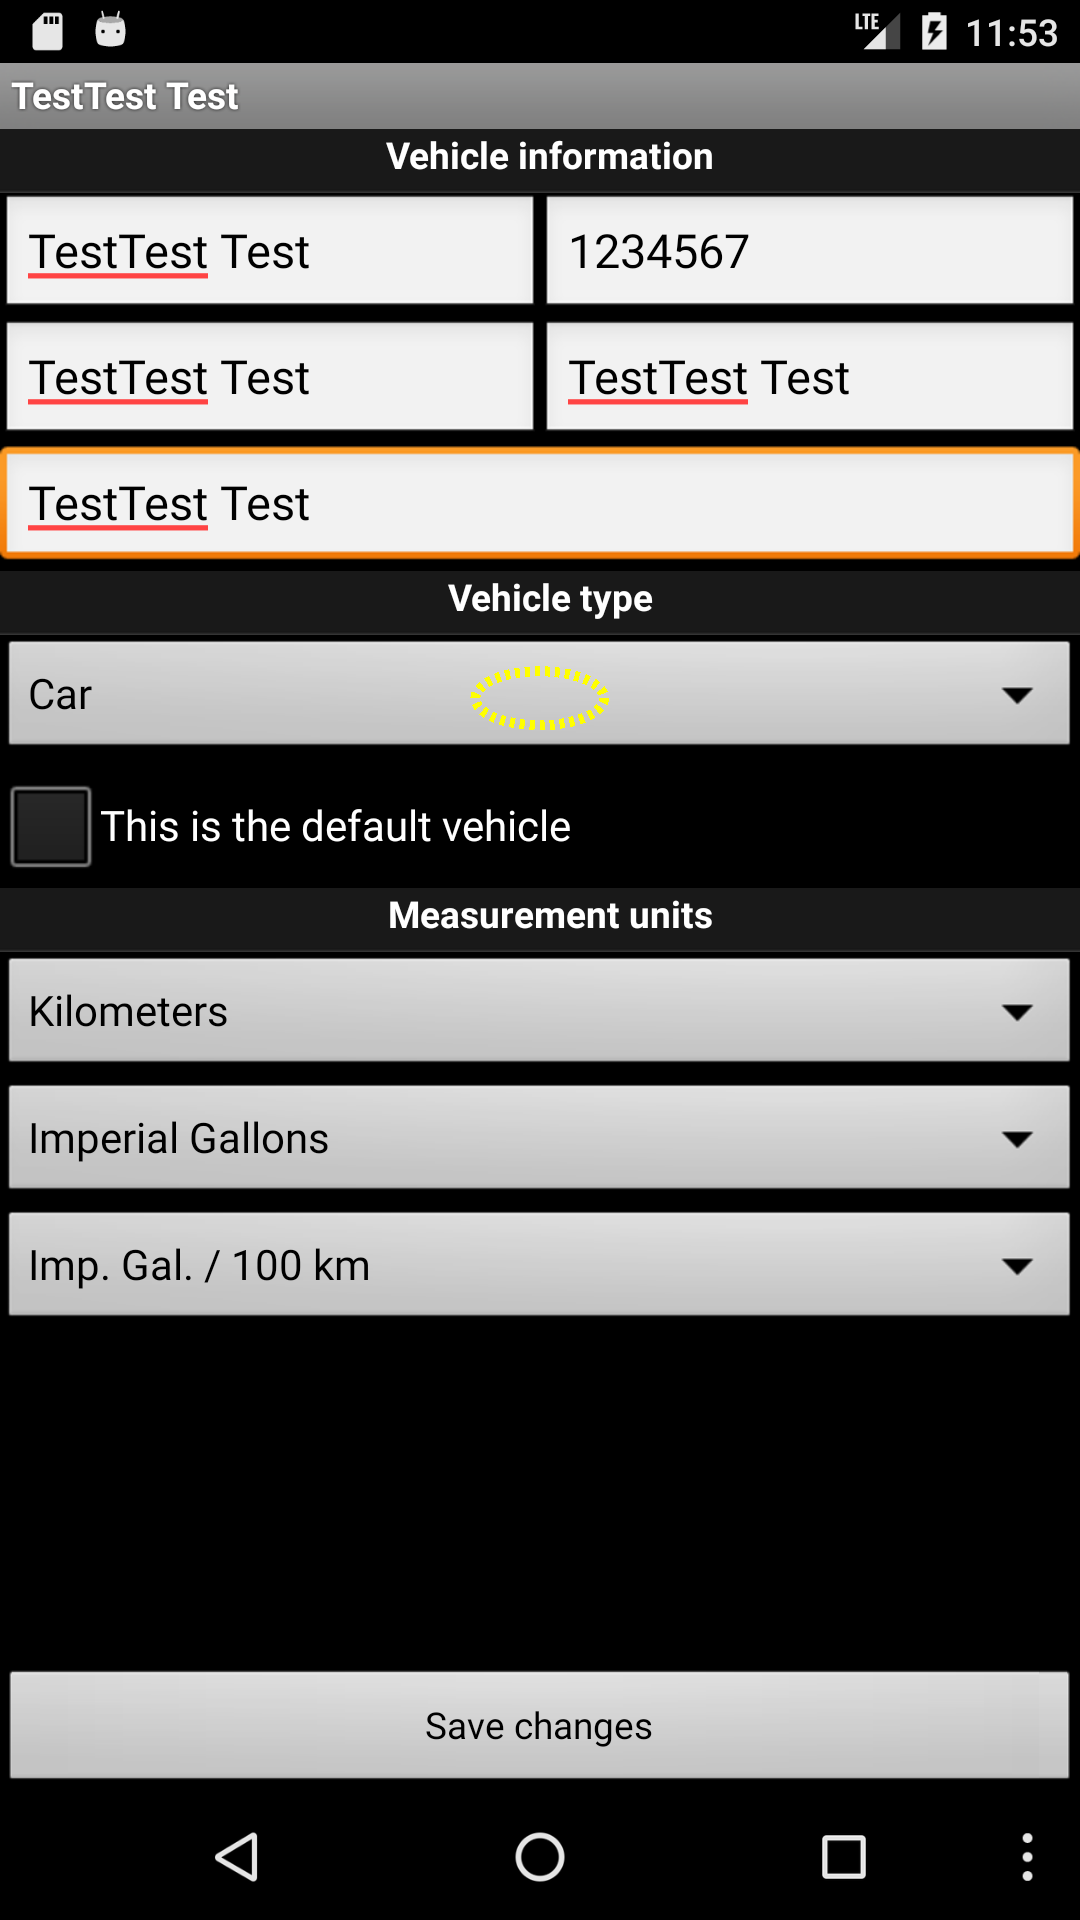 LTE 11:53
TestTest Test
Vehicle information
TestTest Test 1234567
TestTest Test TestTest Test
TestTest Test
Vehicle type
Car
This is the default vehicle
Measurement units
Kilometers
Imperial Gallons
Imp. Gal. / 100 km
Save changes